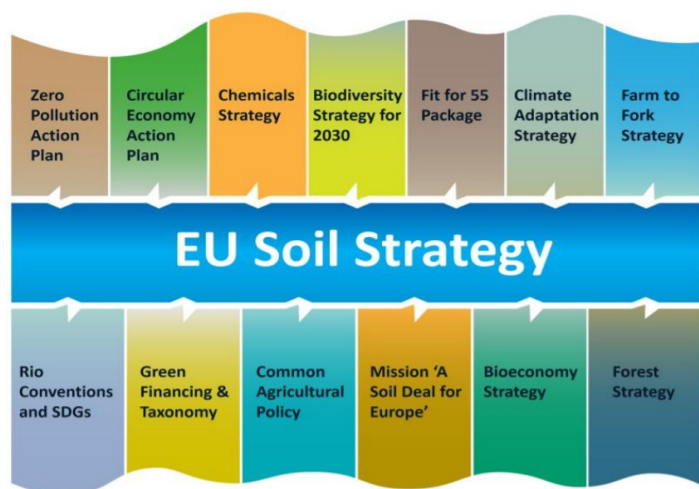 Zero
Pollution
Action
Plan
Circular
Economy
Action
Plan
Chemicals
Strategy
Biodiversity
Strategy for
2030
Fit for 55
Package
Climate
Adaptation
Strategy
Farm to
Fork
Strategy
EU Soil Strategy
Rio
Conventions
and SDGs
Green
Financing &
Taxonomy
Common
Agricultural
Policy
Mission ‘A
Soil Deal for
Europe’
Bioeconomy
Strategy
Forest
Strategy